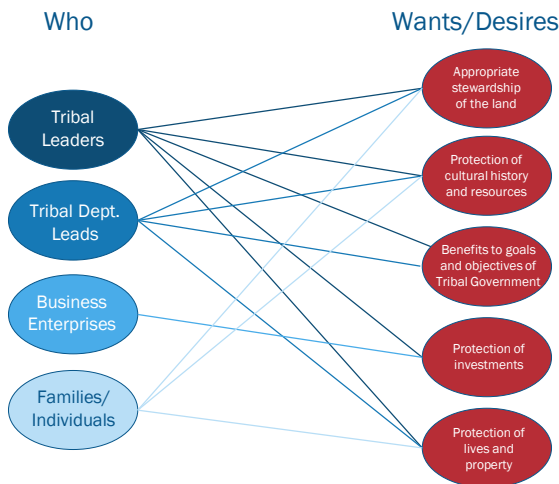 Who
Wants/Desires
Tribal
Leaders
Tribal Dept.
Leads
Business
Enterprises
Families/
Individuals
Appropriate
stewardship
of the land
Protection of
cultural history
and resources
Benefits to goals
and objectives of
Tribal Government
Protection of
investments
Protection of
lives and
property